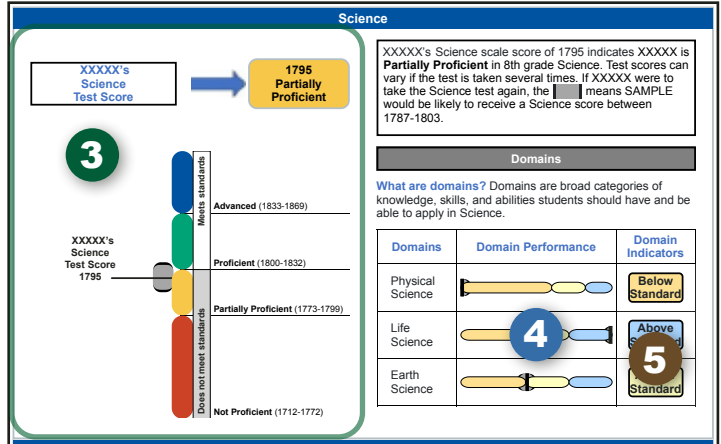 Science
XXXXX's
Science
Test Score
1795
Partially
Proficient
XXXXX's Science scale score of 1795 indicates XXXXX is
Partially Proficient in 8th grade Science. Test scores can
vary if the test is taken several times. If XXXXX were to
take the Science test again, the means SAMPLE
would be likely to receive a Science score between
1787-1803.
3
Meets standards
Advanced (1833-1869)
Proficient (1800-1832)
XXXXX's
Science
Test Score
1795
Does not meet standards
Partially Proficient (1773-1799)
Not Proficient (1712-1772)
Domains
What are domains? Domains are broad categories of
knowledge, skills, and abilities students should have and be
able to apply in Science.
Domains
Domain Performance
Domain
Indicators
Physical
Science
Below
Standard
Life
Science
4
Above
Earth
Science
5
Standard